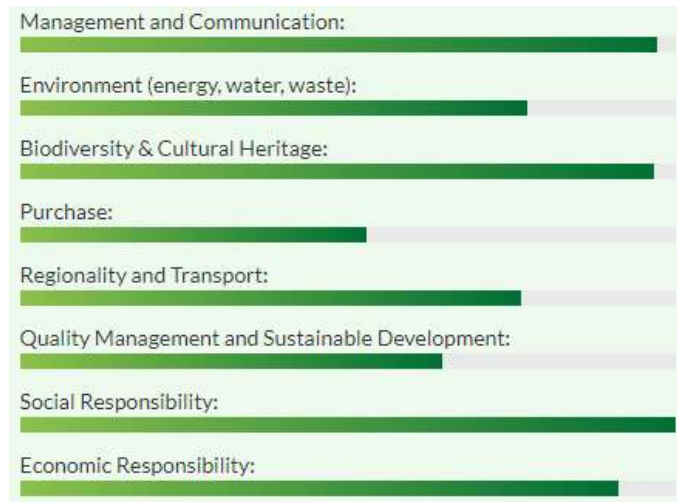 Management and Communication:
Environment (energy, water, waste):
Biodiversity & Cultural Heritage:
Purchase:
Regionality and Transport:
Quality Management and Sustainable Development:
Social Responsibility:
Economic Responsibility: